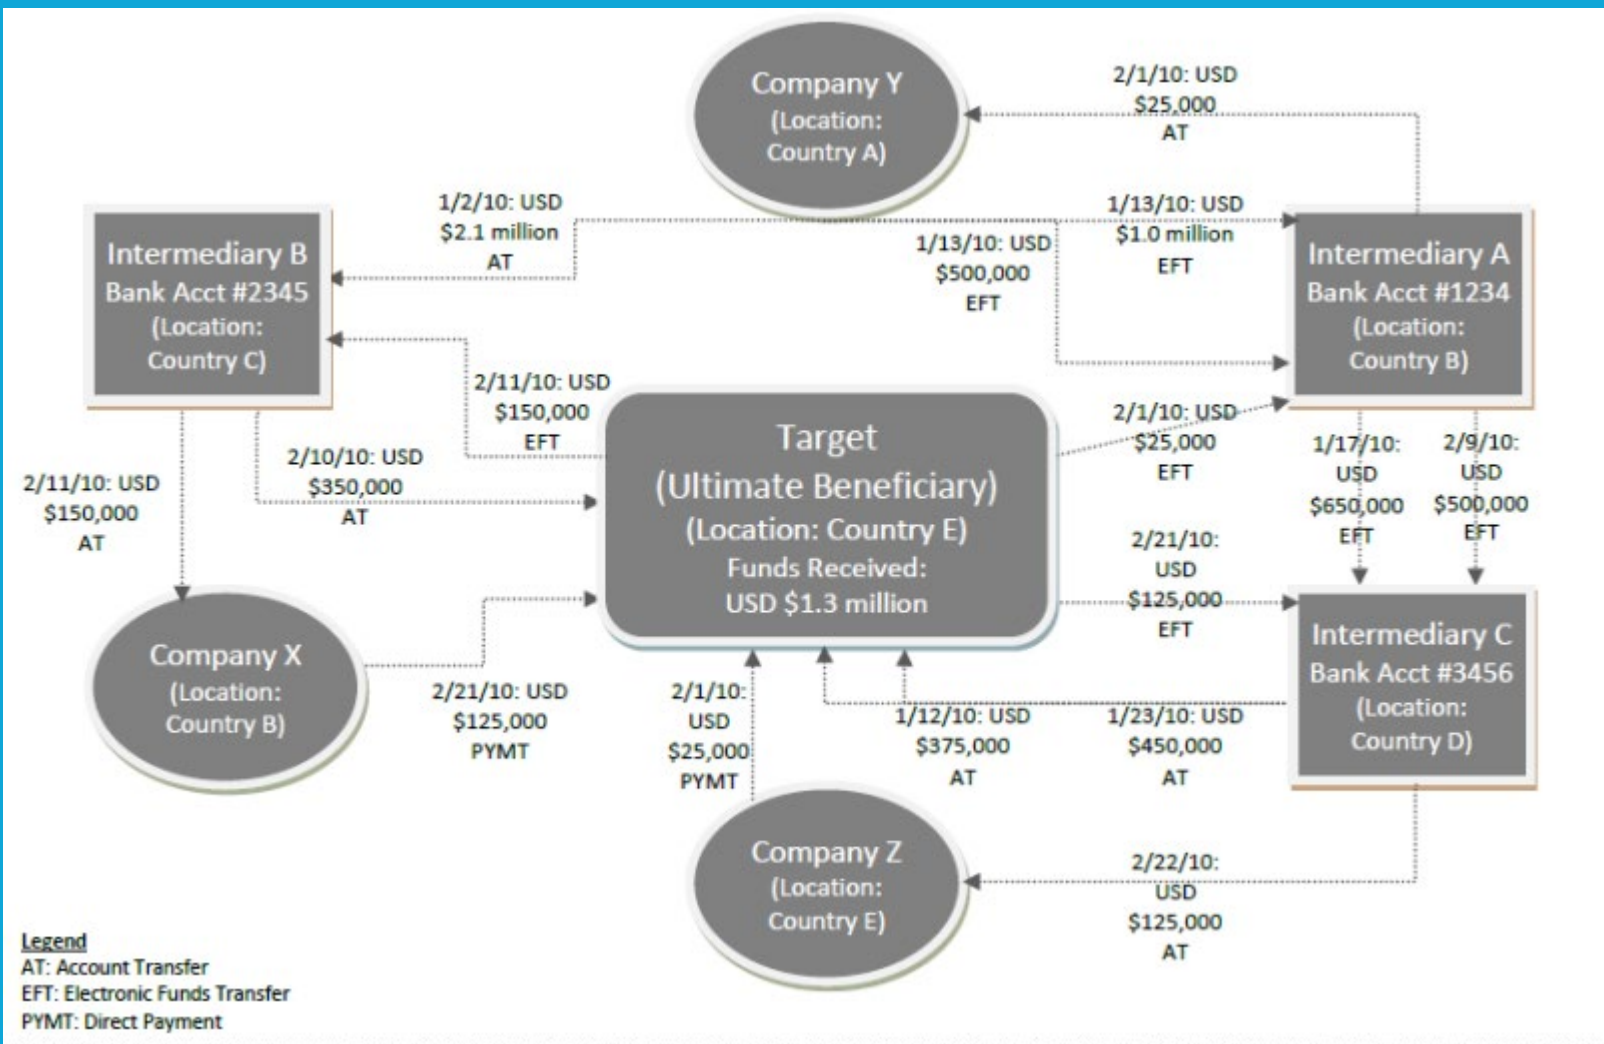 Company Y
(Location:
Country A)
2/1/10: USD
$25,000
AT
1/2/10: USD
$2.1 million
AT
1/13/10: USD
$500,000
EFT
1/13/10: USD
$1.0 million
EFT
Intermediary B
Bank Acct #2345
(Location:
Country C)
Intermediary A
Bank Acct #1234
(Location:
Country B)
2/11/10: USD
$150,000
EFT
2/11/10: USD
$150,000
AT
2/10/10: USD
$350,000
AT
Target
(Ultimate Beneficiary)
(Location: Country E)
Funds Received:
USD $1.3 million
2/1/10: USD
$25,000
EFT
1/17/10:
USD
$650,000
EFT
2/9/10:
USD
$500,000
EFT
2/21/10:
USD
$125,000
EFT
Company X
(Location:
Country B)
2/21/10: USD
$125,000
PYMT
2/1/10:
USD
$25,000
PYMT
1/12/10: USD
$375,000
AT
1/23/10: USD
$450,000
AT
Intermediary C
Bank Acct #3456
(Location:
Country D)
Company Z
(Location:
Country E)
2/22/10:
USD
$125,000
AT
Legend
AT: Account Transfer
EFT: Electronic Funds Transfer
PYMT: Direct Payment